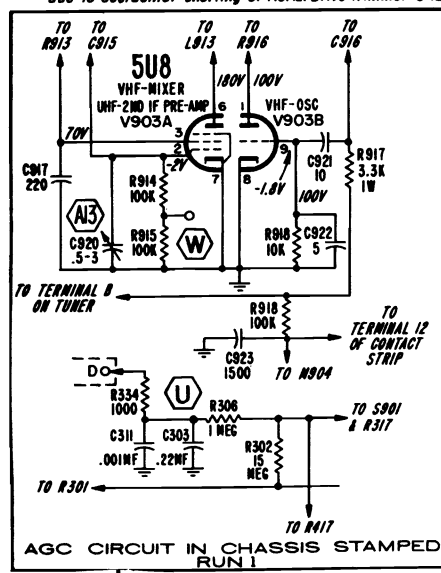 TO R913
TO C915
TO L913
TO R916
TO C916
5U8
VHF-MIXER
UHF-2ND IF PRE-AMP
V903A
180V
100V
6
1
VHF-OSC
V903B
70V
3
2
-2V
7
8
9
-1.8V
100V
C921
10
R917
3.3K
1W
C917
220
R914
100K
A13
C920
.5-3
R915
100K
W
R918
10K
C922
5
TO TERMINAL B
ON TUNER
R918
100K
C923
1500
TO
TERMINAL 12
OF CONTACT
STRIP
TO M904
D
R334
1000
U
R306
1 MEG
TO S901
& R317
C311
.001MF
C303
.22MF
R302
15
MEG
TO R301
TO R417
AGC CIRCUIT IN CHASSIS STAMPED
RUN 1